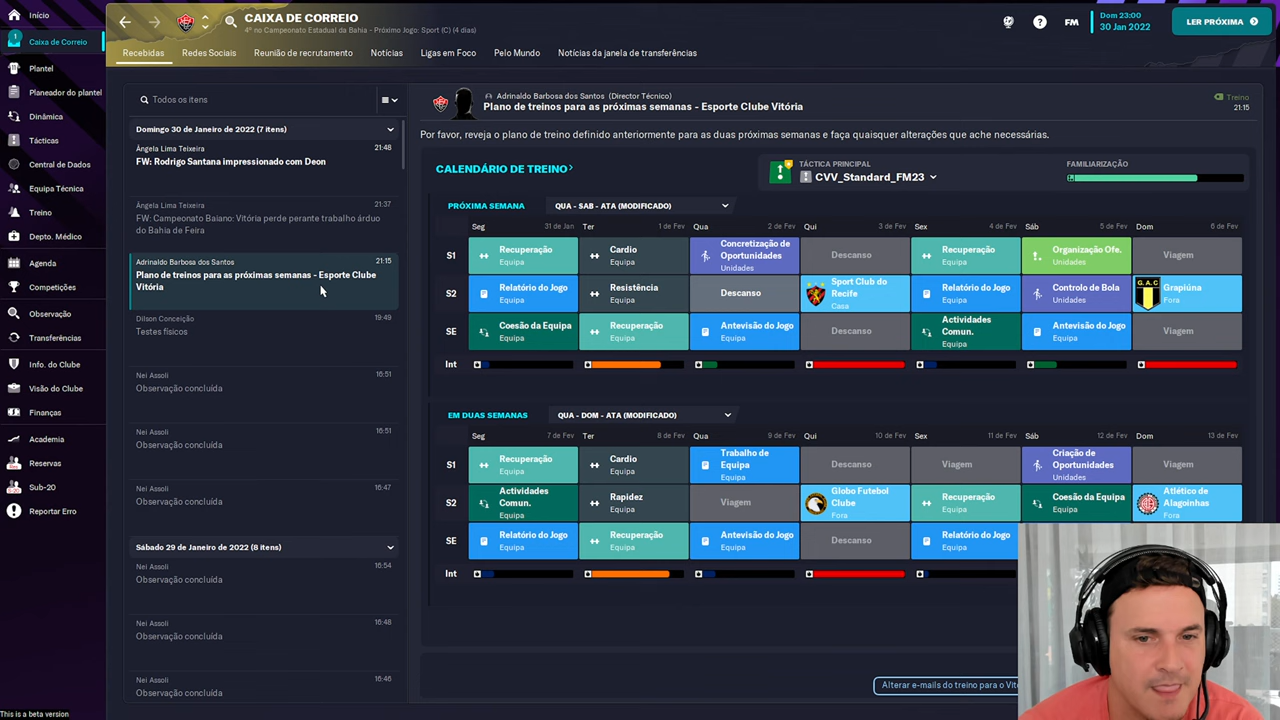 Início
CAIXA DE CORREIO
4º no Campeonato Estadual da Bahia - Próximo Jogo: Sport (C) (4 dias)
FM
Dom 23:00
30 Jan 2022
LER PRÓXIMA
1
Caixa de Correio
Plantel
Planeador do plantel
Dinâmica
Tácticas
Central de Dados
Equipa Técnica
Treino
Depto. Médico
Agenda
Competições
Observação
Transferências
Info. do Clube
Visão do Clube
Finanças
Academia
Reservas
Sub-20
Reportar Erro
This is a beta version
Recebidas
Redes Sociais
Reunião de recrutamento
Notícias
Ligas em Foco
Pelo Mundo
Notícias da janela de transferências
Todos os itens
Domingo 30 de Janeiro de 2022 (7 itens)
Ângela Lima Teixeira 21:48
FW: Rodrigo Santana impressionado com Deon
Ângela Lima Teixeira 21:37
FW: Campeonato Baiano: Vitória perde perante trabalho árduo
do Bahia de Feira
Adrinaldo Barbosa dos Santos 21:15
Plano de treinos para as próximas semanas - Esporte Clube
Vitória
Dilson Conceição 19:49
Testes físicos
Nei Assoli 16:51
Observação concluída
Nei Assoli 16:51
Observação concluída
Nei Assoli 16:47
Observação concluída
Sábado 29 de Janeiro de 2022 (8 itens)
Nei Assoli 16:54
Observação concluída
Nei Assoli 16:48
Observação concluída
Nei Assoli 16:46
Observação concluída
Adrinaldo Barbosa dos Santos (Director Técnico)
Plano de treinos para as próximas semanas - Esporte Clube Vitória
Treino
21:15
Por favor, reveja o plano de treino definido anteriormente para as duas próximas semanas e faça quaisquer alterações que ache necessárias.
CALENDÁRIO DE TREINO
TÁCTICA PRINCIPAL
CVV_Standard_FM23
FAMILIARIZAÇÃO
PRÓXIMA SEMANA QUA - SAB - ATA (MODIFICADO)
Seg 31 de Jan Ter 1 de Fev Qua 2 de Fev Qui 3 de Fev Sex 4 de Fev Sáb 5 de Fev Dom 6 de Fev
S1
Recuperação
Equipa
Cardio
Equipa
Concretização de
Oportunidades
Unidades
Descanso
Recuperação
Equipa
Organização Ofe.
Unidades
Viagem
S2
Relatório do Jogo
Equipa
Resistência
Equipa
Descanso
Sport Club do
Recife
Casa
Relatório do Jogo
Equipa
Controlo de Bola
Unidades
G.A.C
Grapiúna
Fora
SE
Coesão da Equipa
Equipa
Recuperação
Equipa
Antevisão do Jogo
Equipa
Descanso
Actividades
Comun.
Equipa
Antevisão do Jogo
Equipa
Viagem
Int
EM DUAS SEMANAS QUA - DOM - ATA (MODIFICADO)
Seg 7 de Fev Ter 8 de Fev Qua 9 de Fev Qui 10 de Fev Sex 11 de Fev Sáb 12 de Fev Dom 13 de Fev
S1
Recuperação
Equipa
Cardio
Equipa
Trabalho de
Equipa
Equipa
Descanso
Viagem
Criação de
Oportunidades
Unidades
Viagem
S2
Actividades
Comun.
Equipa
Rapidez
Equipa
Viagem
Globo Futebol
Clube
Fora
Recuperação
Equipa
Coesão da Equipa
Equipa
Atlético de
Alagoinhas
Fora
SE
Relatório do Jogo
Equipa
Recuperação
Equipa
Antevisão do Jogo
Equipa
Descanso
Relatório do Jogo
Equipa
Int
Alterar e-mails do treino para o